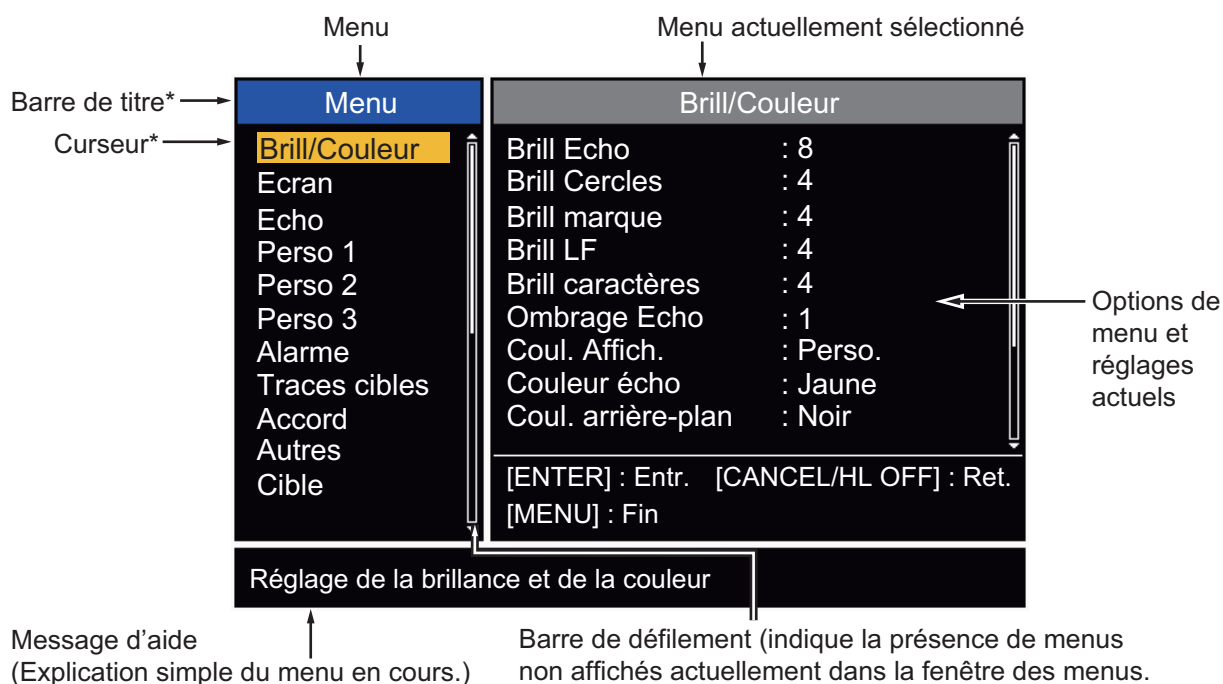 Menu
Menu actuellement sélectionné
Barre de titre*
Menu
Brill/Couleur
Curseur*
Brill/Couleur
Ecran
Echo
Perso 1
Perso 2
Perso 3
Alarme
Traces cibles
Accord
Autres
Cible
Brill Echo : 8
Brill Cercles : 4
Brill marque : 4
Brill LF : 4
Brill caractères : 4
Ombrage Echo : 1
Coul. Affich. : Perso.
Couleur écho : Jaune
Coul. arrière-plan : Noir
[ENTER] : Entr. [CANCEL/HL OFF] : Ret.
[MENU] : Fin
Options de
menu et
réglages
actuels
Réglage de la brillance et de la couleur
Message d’aide
(Explication simple du menu en cours.)
Barre de défilement (indique la présence de menus
non affichés actuellement dans la fenêtre des menus.